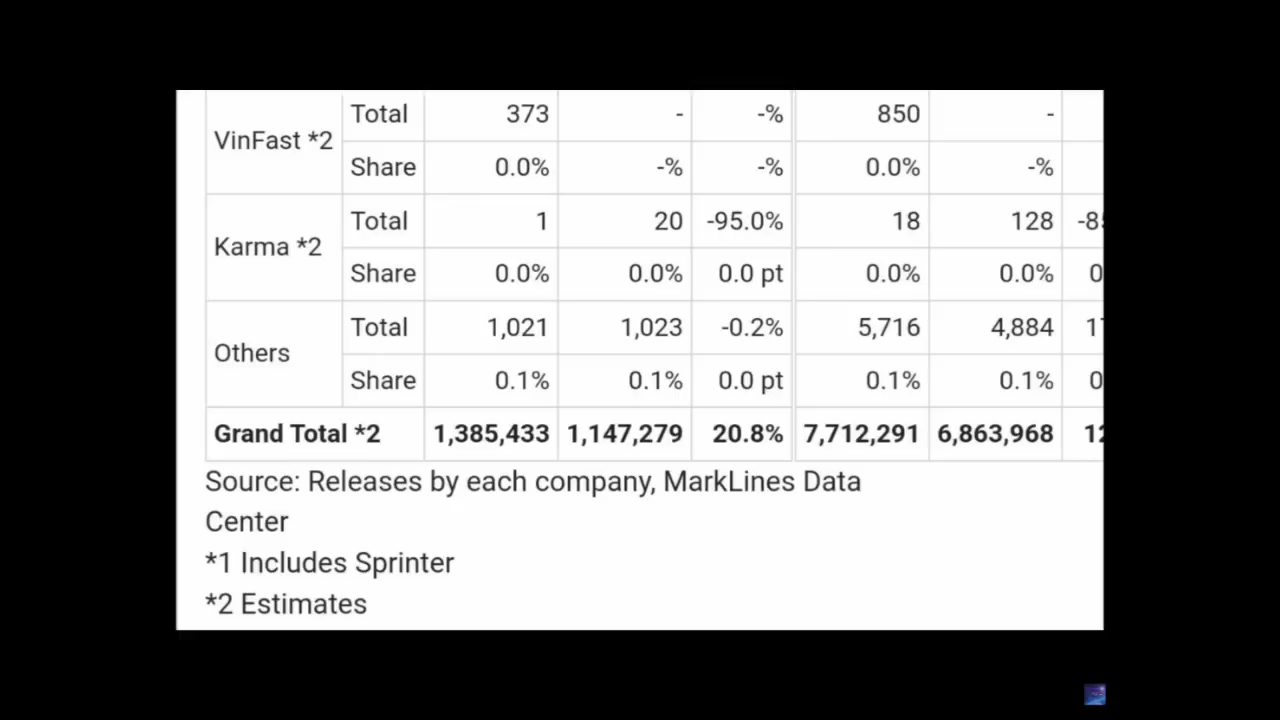 Total 373 - -% 850 -
VinFast *2
Share 0.0% -% -% 0.0% -%
Total 1 20 -95.0% 18 128
Karma *2
Share 0.0% 0.0% 0.0 pt 0.0% 0.0%
Total 1,021 1,023 -0.2% 5,716 4,884
Others
Share 0.1% 0.1% 0.0 pt 0.1% 0.1%
Grand Total *2 1,385,433 1,147,279 20.8% 7,712,291 6,863,968
Source: Releases by each company, MarkLines Data
Center
*1 Includes Sprinter
*2 Estimates